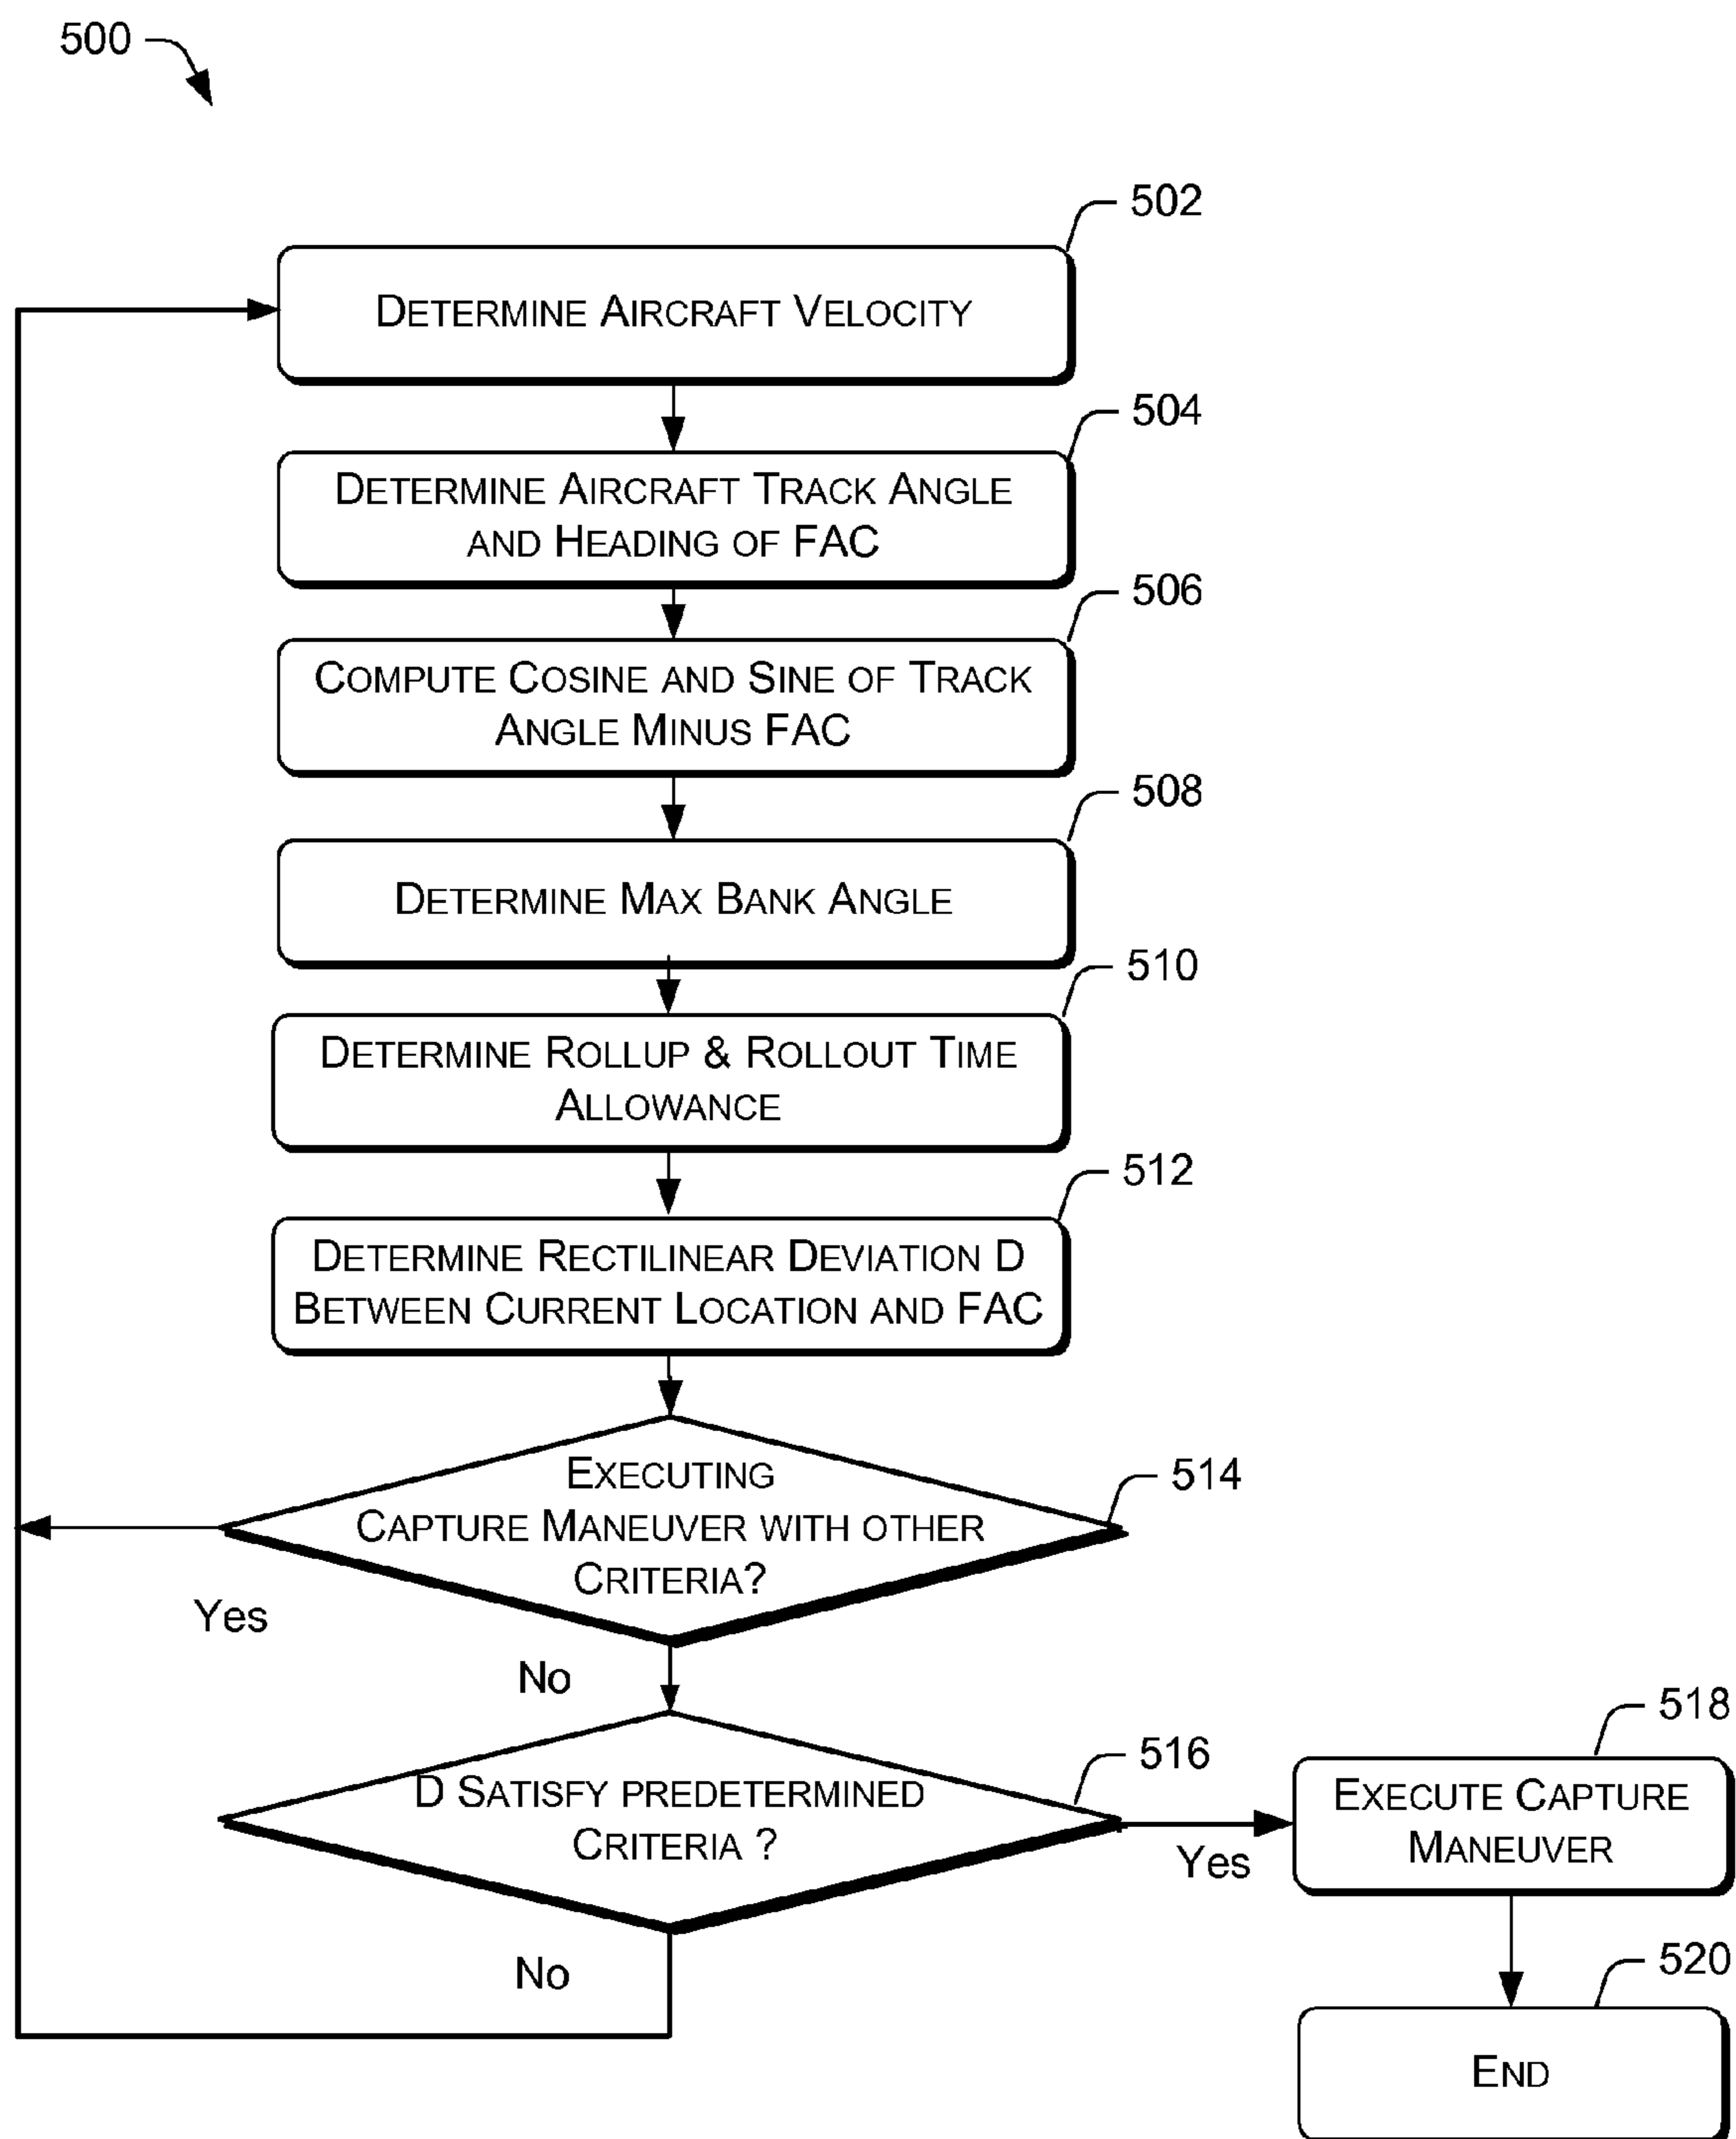 500
502
Determine Aircraft Velocity
504
Determine Aircraft Track Angle
and Heading of FAC
506
Compute Cosine and Sine of Track
Angle Minus FAC
508
Determine Max Bank Angle
510
Determine Rollup & Rollout Time
Allowance
512
Determine Rectilinear Deviation D
Between Current Location and FAC
514
Executing
Capture Maneuver with other
Criteria?
Yes
No
516
D Satisfy predetermined
Criteria ?
Yes
No
518
Execute Capture
Maneuver
520
End